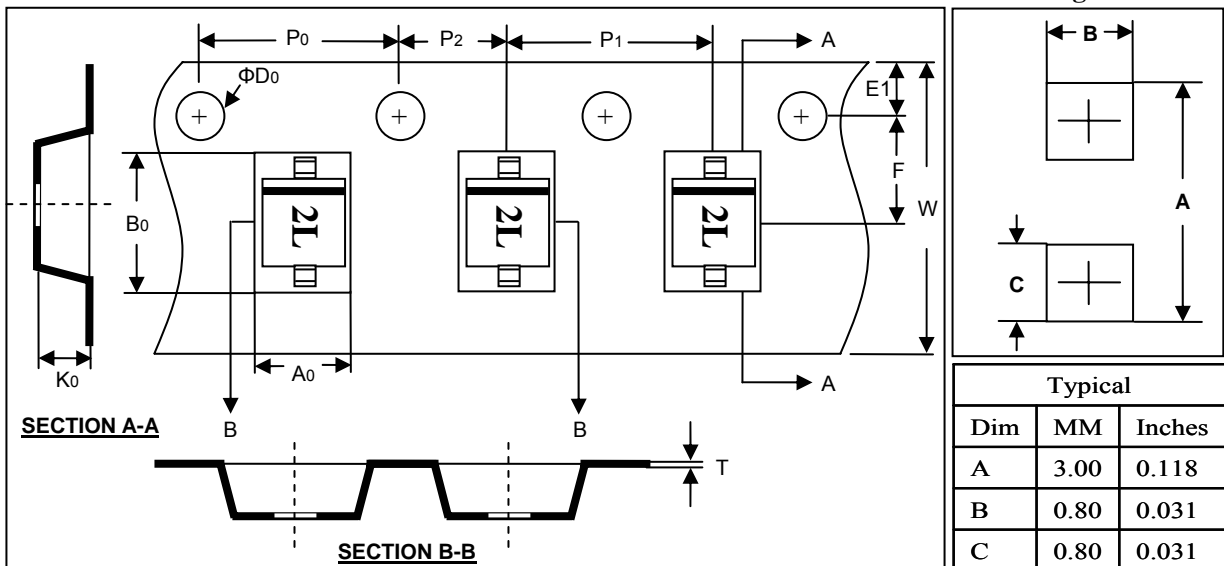 P0
P2
P1
A
ΦD0
E1
F
W
B0
2L
2L
2L
K0
A0
A
SECTION A-A
B
B
T
SECTION B-B
B
A
C
Typical
Dim MM Inches
A 3.00 0.118
B 0.80 0.031
C 0.80 0.031